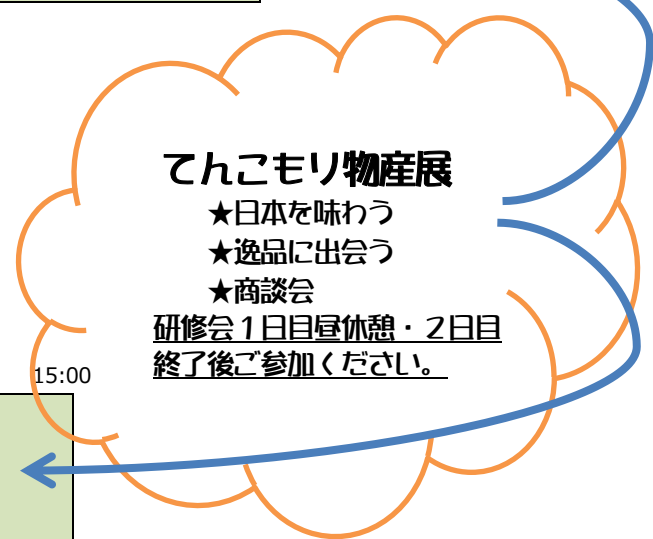 てんこもり物産展
★日本を味わう
★逸品に出会う
★商談会
研修会１日目昼休憩・２日目
終了後ご参加ください。
15:00